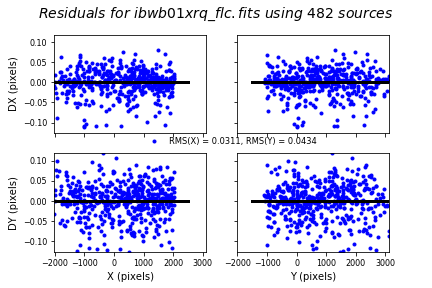 Residuals for ibwb01xrq_flc.fits using 482 sources
DX (pixels)
0.10
0.05
0.00
−0.05
−0.10
RMS(X) = 0.0311, RMS(Y) = 0.0434
DY (pixels)
0.10
0.05
0.00
−0.05
−0.10
−2000 −1000 0 1000 2000 3000
−2000 −1000 0 1000 2000 3000
X (pixels)
Y (pixels)